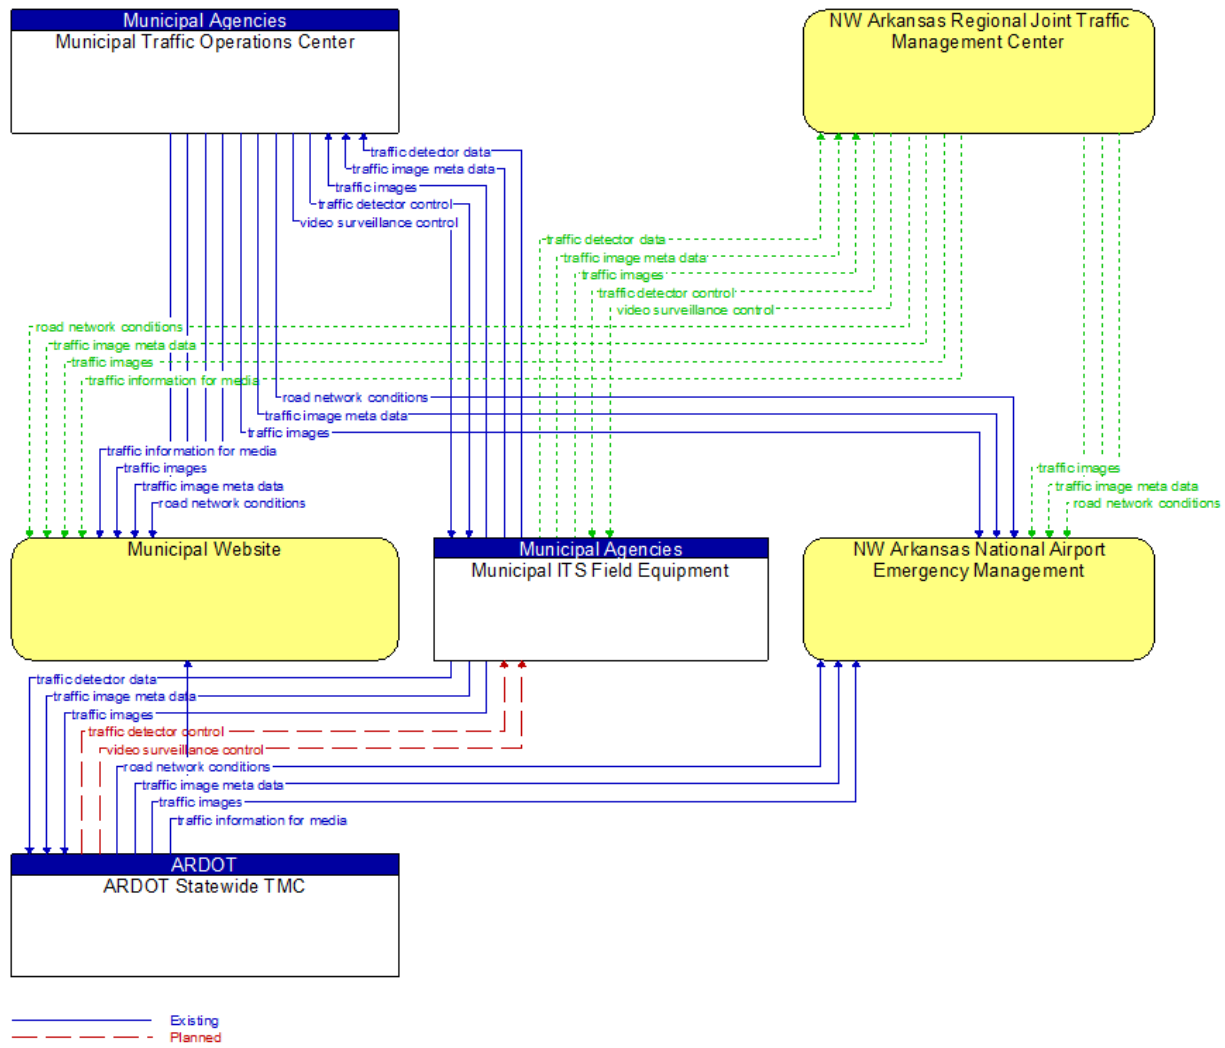 Municipal Agencies
Municipal Traffic Operations Center
NW Arkansas Regional Joint Traffic
Management Center
traffic detector data
traffic image meta data
traffic images
traffic detector control
video surveillance control
traffic detector data
traffic image meta data
traffic images
traffic detector control
video surveillance control
road network conditions
traffic image meta data
traffic images
traffic information for media
road network conditions
traffic image meta data
traffic images
traffic information for media
traffic images
traffic image meta data
road network conditions
traffic images
traffic image meta data
road network conditions
Municipal Website
Municipal Agencies
Municipal ITS Field Equipment
NW Arkansas National Airport
Emergency Management
traffic detector data
traffic image meta data
traffic images
traffic detector control
video surveillance control
road network conditions
traffic image meta data
traffic images
traffic information for media
ARDOT
ARDOT Statewide TMC
Existing
Planned